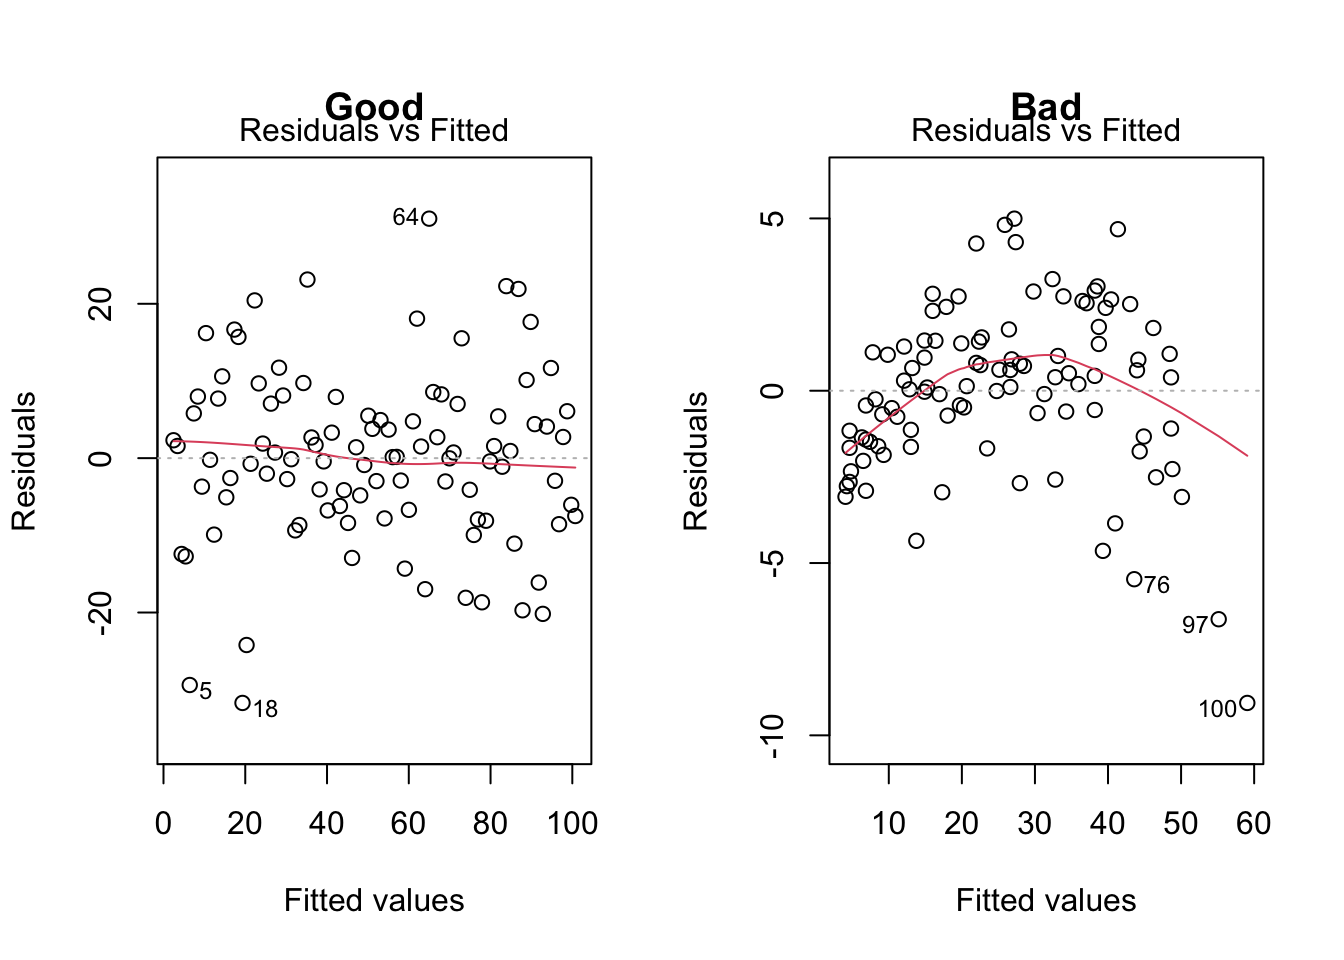 Good
Residuals vs Fitted
Residuals
20
0
-20
64
5
18
0 20 40 60 80 100
Fitted values
Bad
Residuals vs Fitted
Residuals
5
0
-5
-10
76
97
100
10 20 30 40 50 60
Fitted values